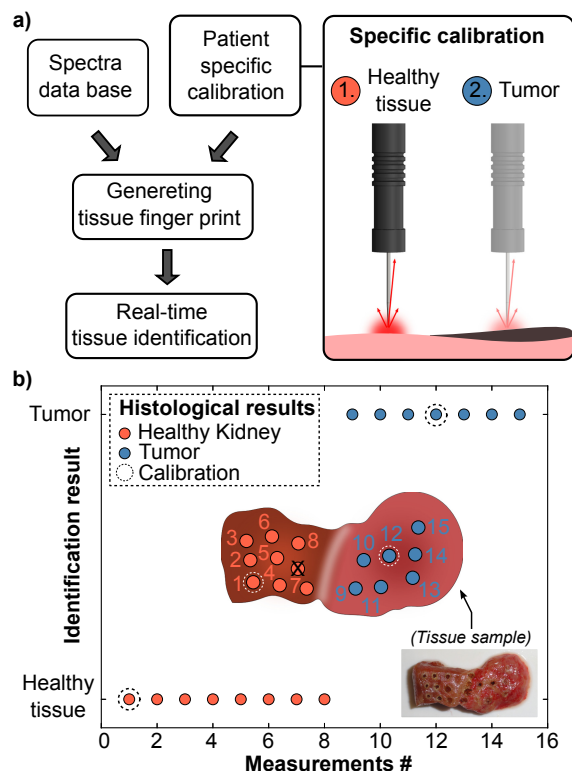 a)
Spectra
data base
Patient
specific
calibration
Genereting
tissue finger print
Real-time
tissue identification
Specific calibration
1. Healthy
tissue
2. Tumor
b)
Identification result
Tumor
Healthy
tissue
Histological results
Healthy Kidney
Tumor
Calibration
1
2
3
4
5
6
7
8
X
9
10
11
12
13
14
15
(Tissue sample)
0 2 4 6 8 10 12 14 16
Measurements #